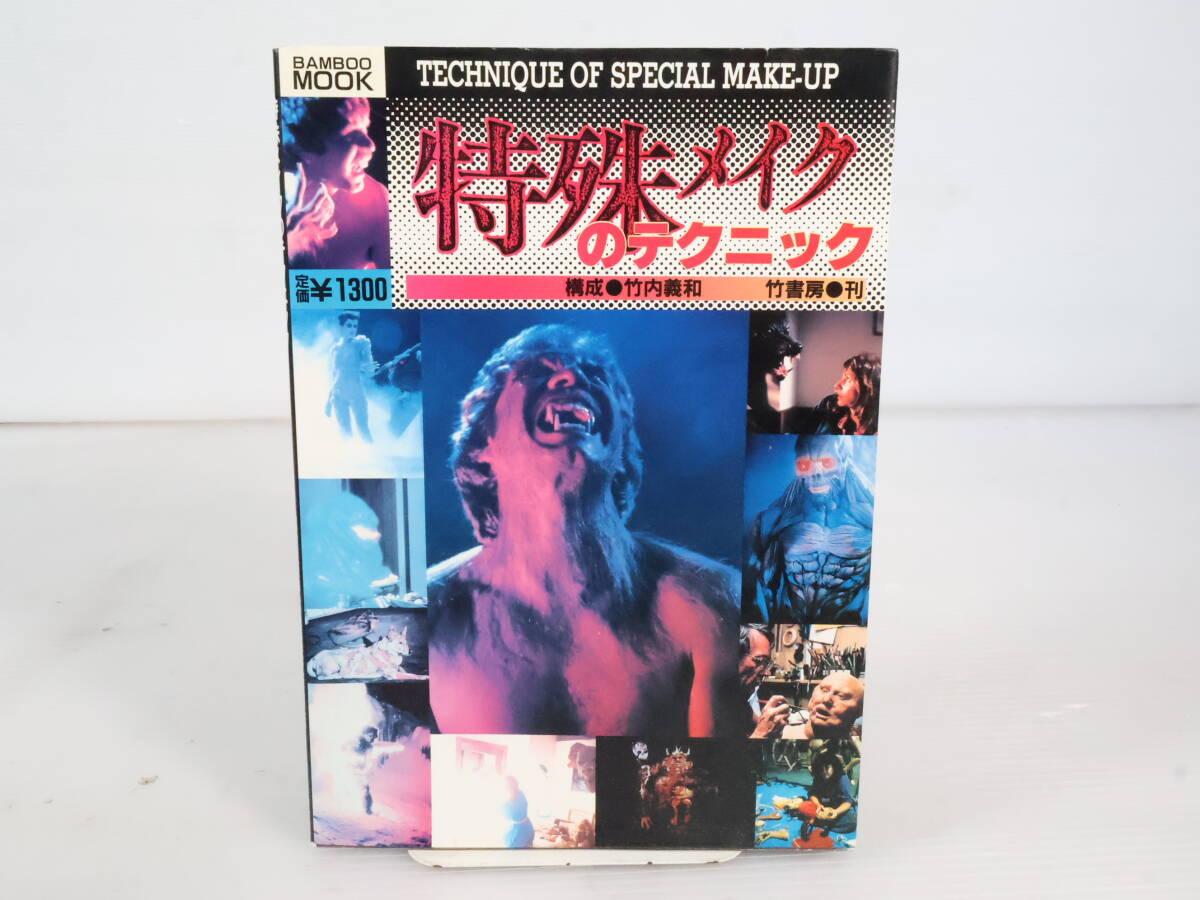 BAMBOO
MOOK
TECHNIQUE OF SPECIAL MAKE-UP
特殊メイク
のテクニック
定価¥1300
構成●竹内義和 竹書房●刊